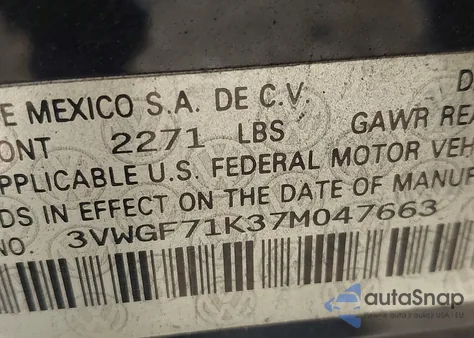 E MEXICO S.A. DE C.V.
D
ONT 2271 LBS GAWR REA
PPLICABLE U.S. FEDERAL MOTOR VEH
DS IN EFFECT ON THE DATE OF MANUF
NO. 3VWGF71K37M047663
autaSnap